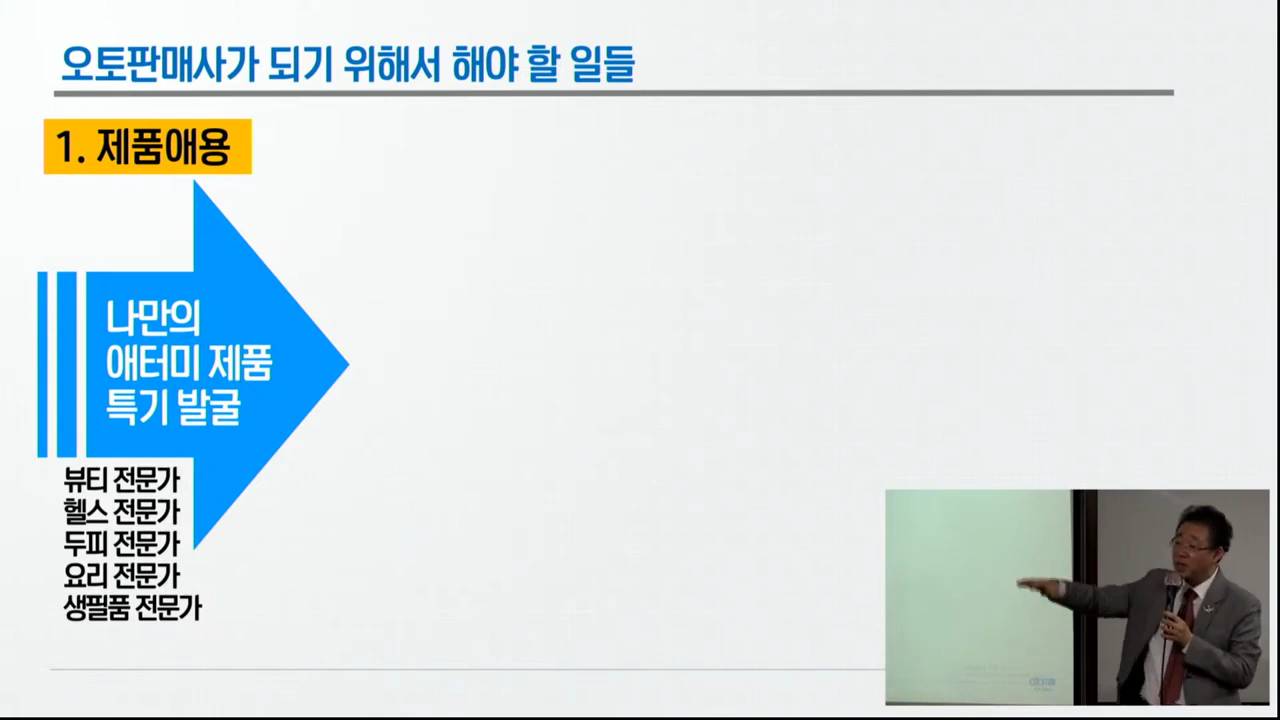 오토판매사가 되기 위해서 해야 할 일들
1. 제품애용
나만의
애터미 제품
특기 발굴
뷰티 전문가
헬스 전문가
두피 전문가
요리 전문가
생필품 전문가